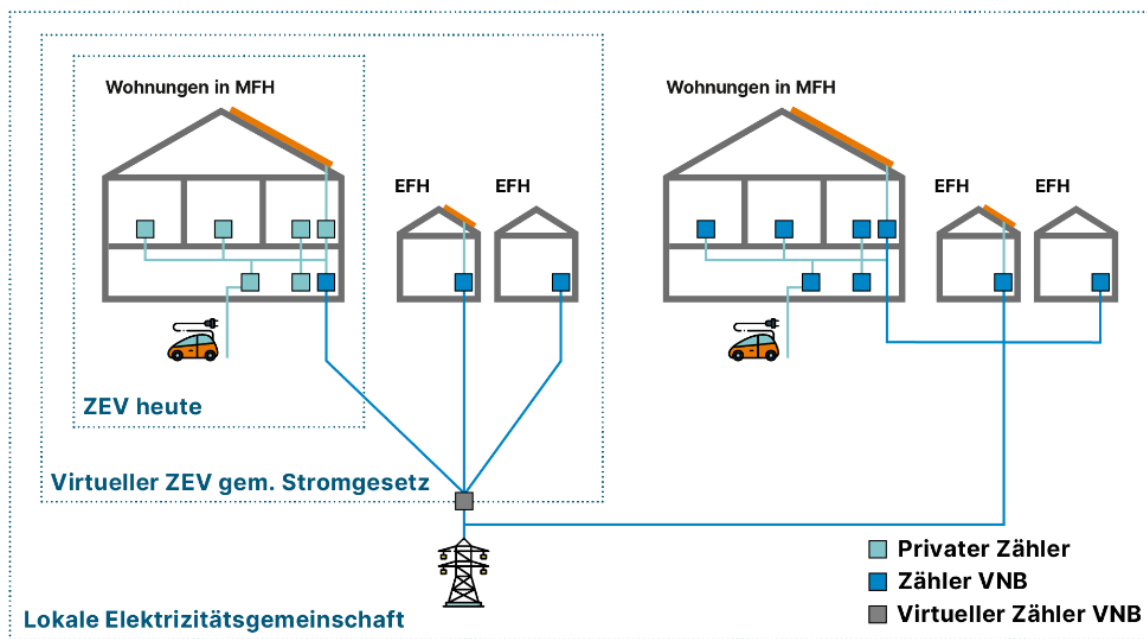 Wohnungen in MFH
EFH
EFH
ZEV heute
Virtueller ZEV gem. Stromgesetz
Wohnungen in MFH
EFH
EFH
Privater Zähler
Zähler VNB
Virtueller Zähler VNB
Lokale Elektrizitätsgemeinschaft